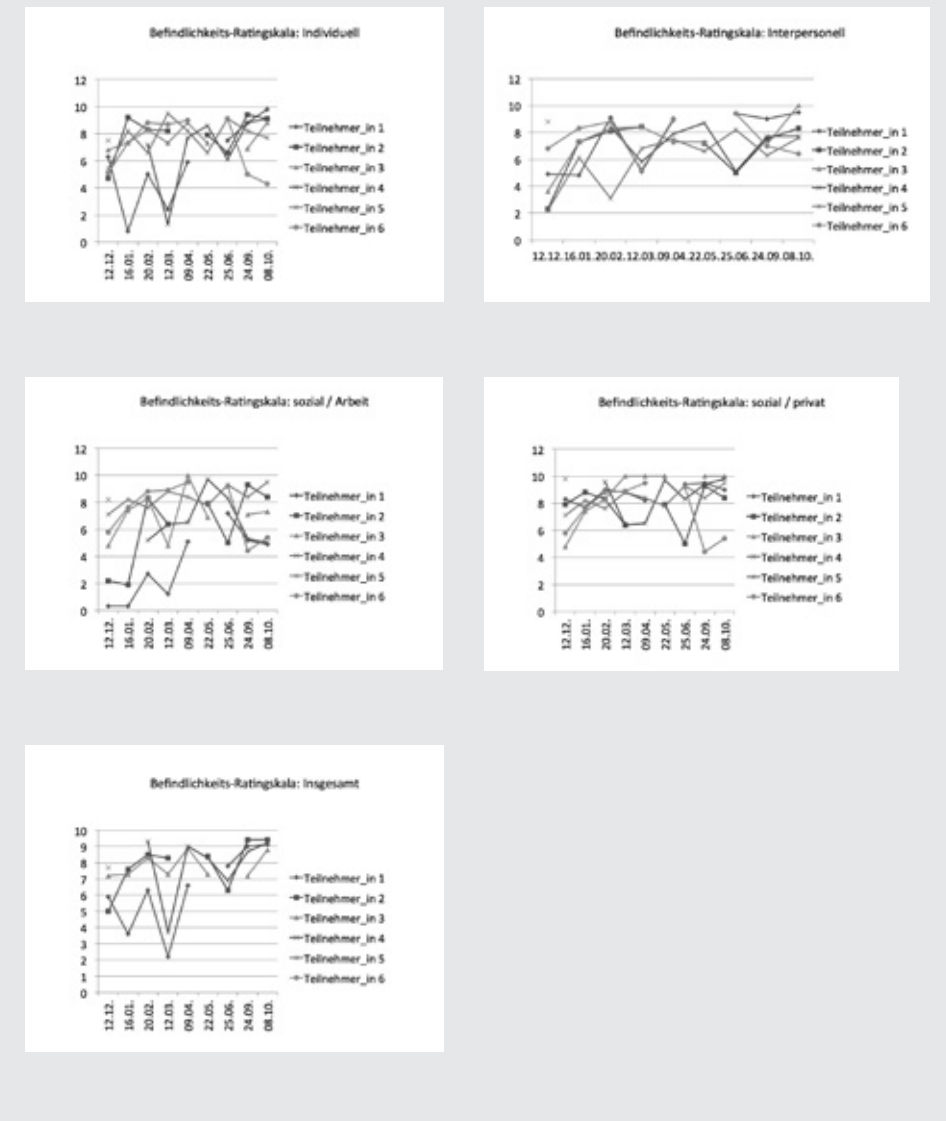 Befindlichkeits-Ratingskala: Individuell
12
10
8
6
4
2
0
12.12.
16.01.
20.02.
12.03.
09.04.
22.05.
25.06.
24.09.
08.10.
Teilnehmer_in 1
Teilnehmer_in 2
Teilnehmer_in 3
Teilnehmer_in 4
Teilnehmer_in 5
Teilnehmer_in 6
Befindlichkeits-Ratingskala: Interpersonell
12
10
8
6
4
2
0
12.12.16.01.20.02.12.03.09.04.22.05.25.06.24.09.08.10.
Teilnehmer_in 1
Teilnehmer_in 2
Teilnehmer_in 3
Teilnehmer_in 4
Teilnehmer_in 5
Teilnehmer_in 6
Befindlichkeits-Ratingskala: sozial / Arbeit
12
10
8
6
4
2
0
12.12.
16.01.
20.02.
12.03.
09.04.
22.05.
25.06.
24.09.
08.10.
Teilnehmer_in 1
Teilnehmer_in 2
Teilnehmer_in 3
Teilnehmer_in 4
Teilnehmer_in 5
Teilnehmer_in 6
Befindlichkeits-Ratingskala: sozial / privat
12
10
8
6
4
2
0
12.12.
16.01.
20.02.
12.03.
09.04.
22.05.
25.06.
24.09.
08.10.
Teilnehmer_in 1
Teilnehmer_in 2
Teilnehmer_in 3
Teilnehmer_in 4
Teilnehmer_in 5
Teilnehmer_in 6
Befindlichkeits-Ratingskala: Insgesamt
10
9
8
7
6
5
4
3
2
1
0
12.12.
16.01.
20.02.
12.03.
09.04.
22.05.
25.06.
24.09.
08.10.
Teilnehmer_in 1
Teilnehmer_in 2
Teilnehmer_in 3
Teilnehmer_in 4
Teilnehmer_in 5
Teilnehmer_in 6